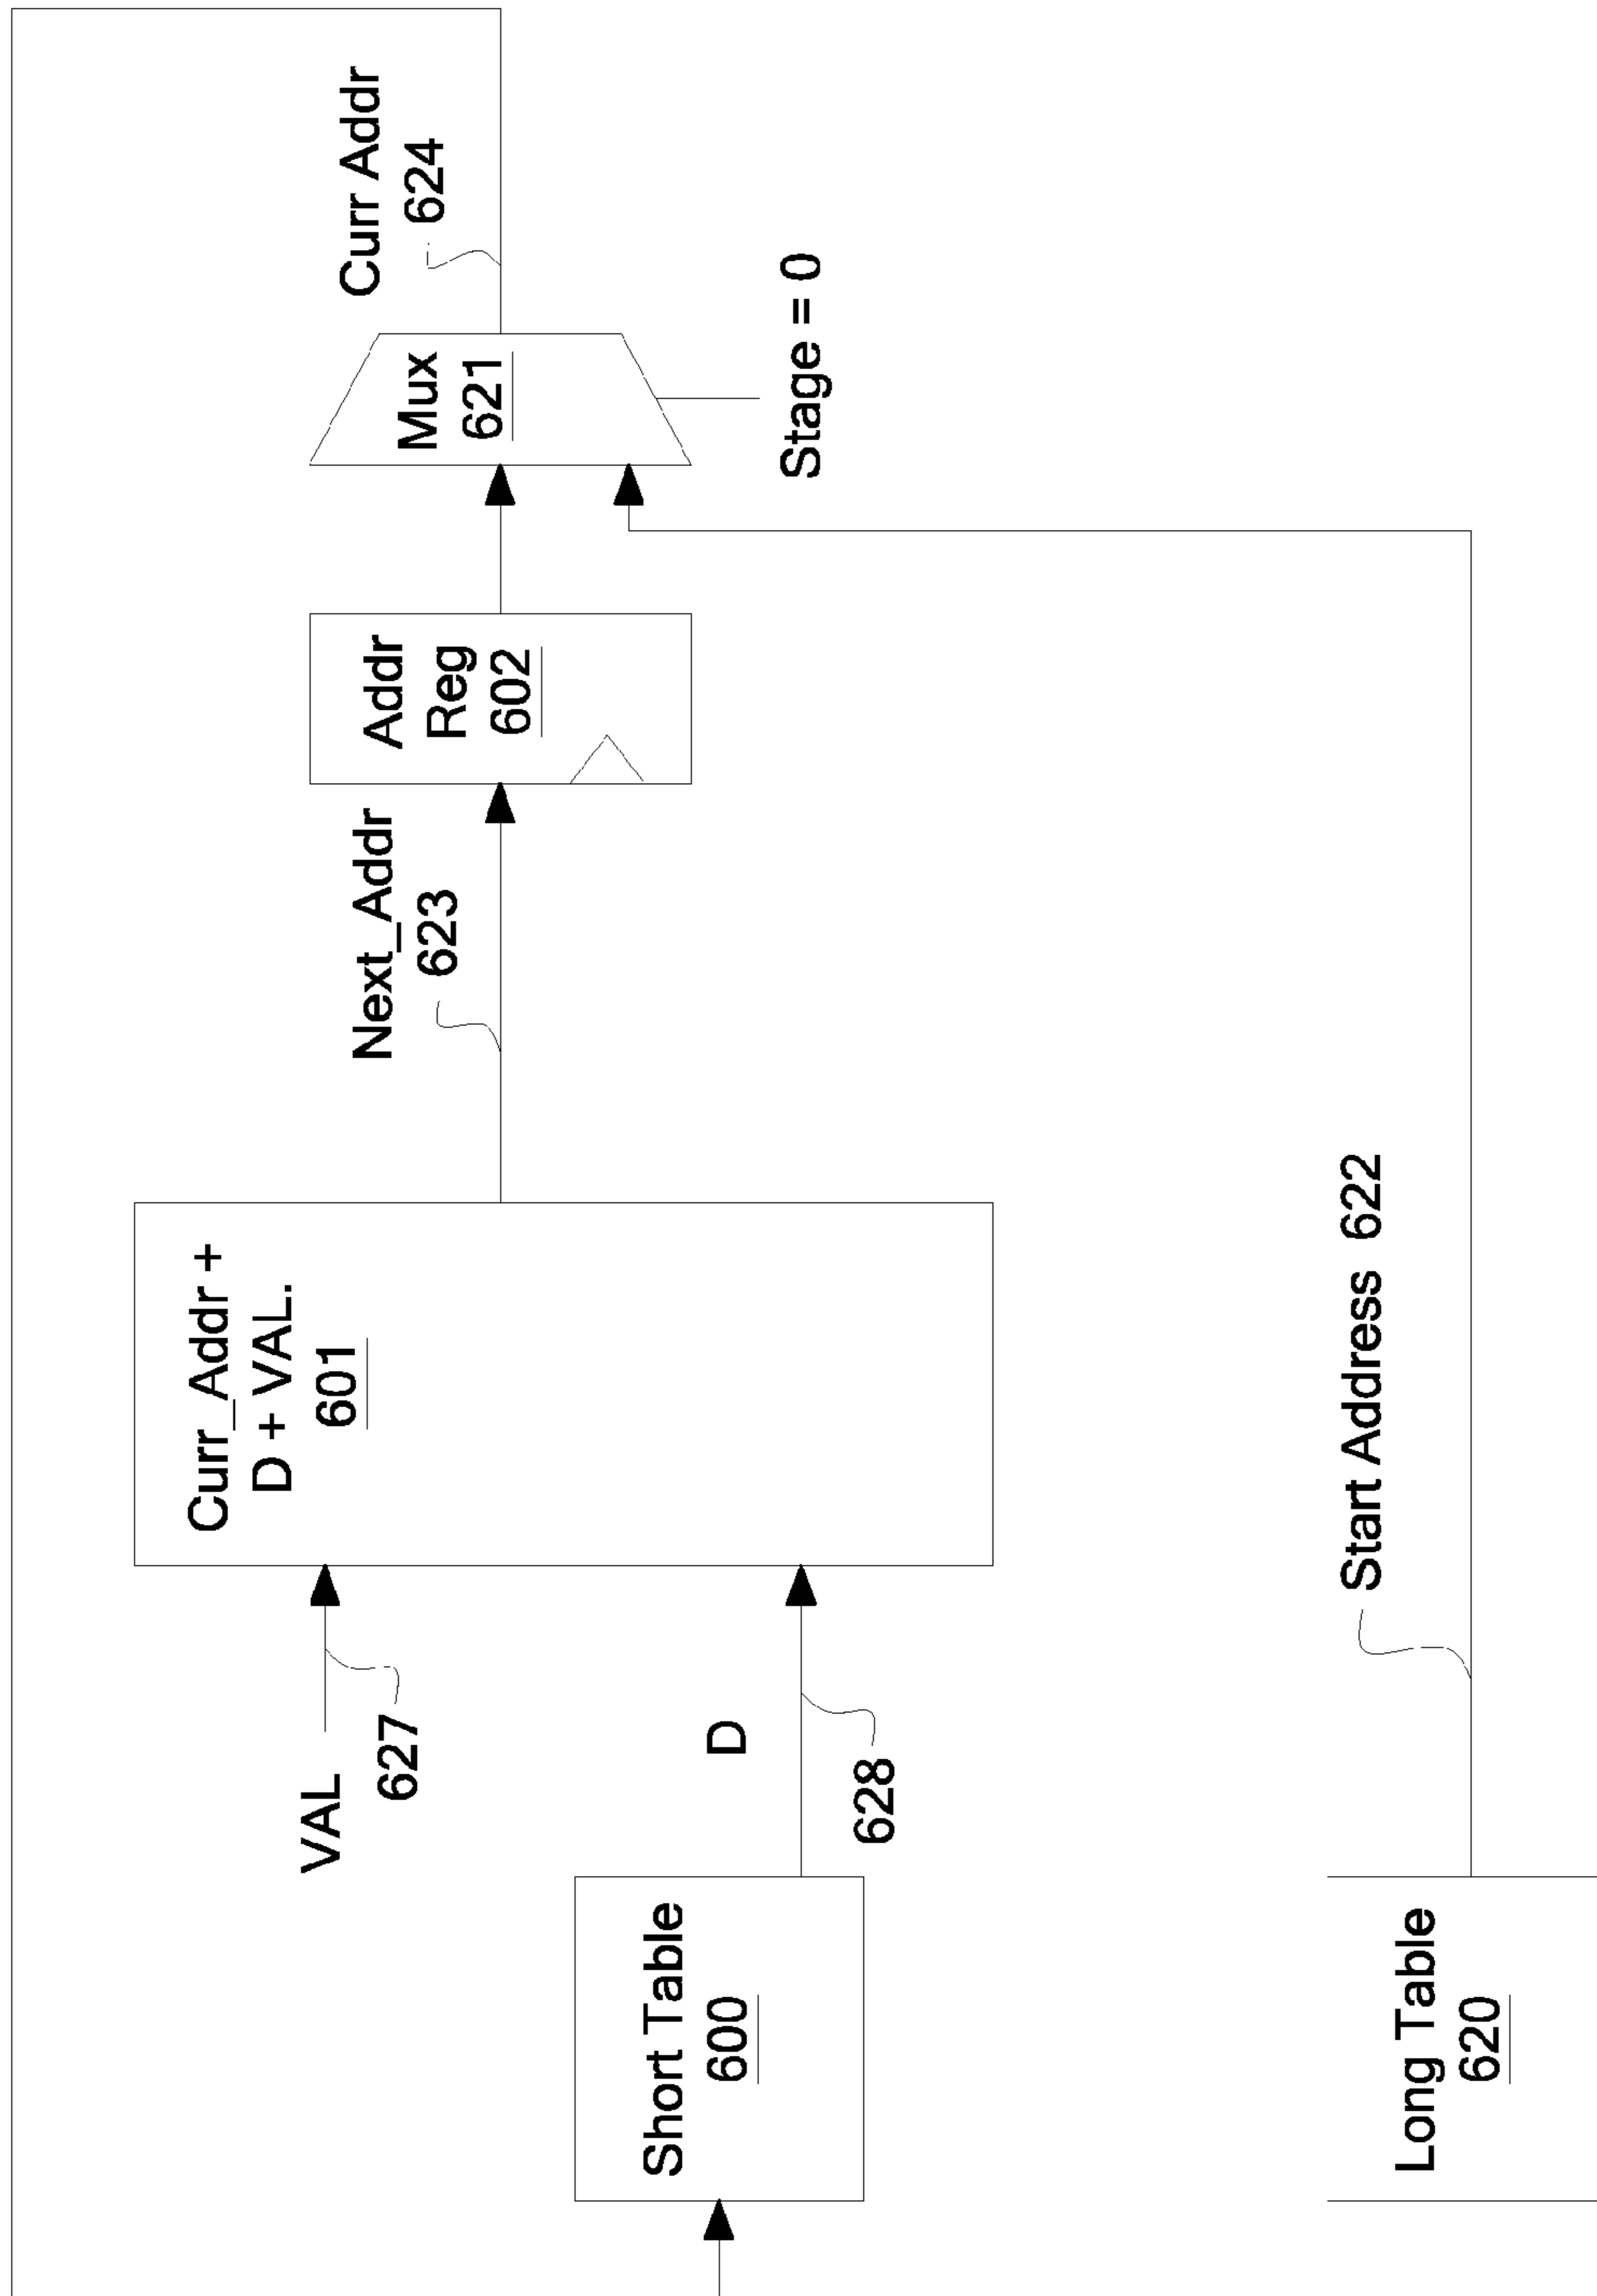 Curr Addr
624
Mux
621
Stage = 0
Addr
Reg
602
Next_Addr
623
Curr_Addr +
D + VAL.
601
Start Address 622
VAL
627
D
628
Short Table
600
Long Table
620